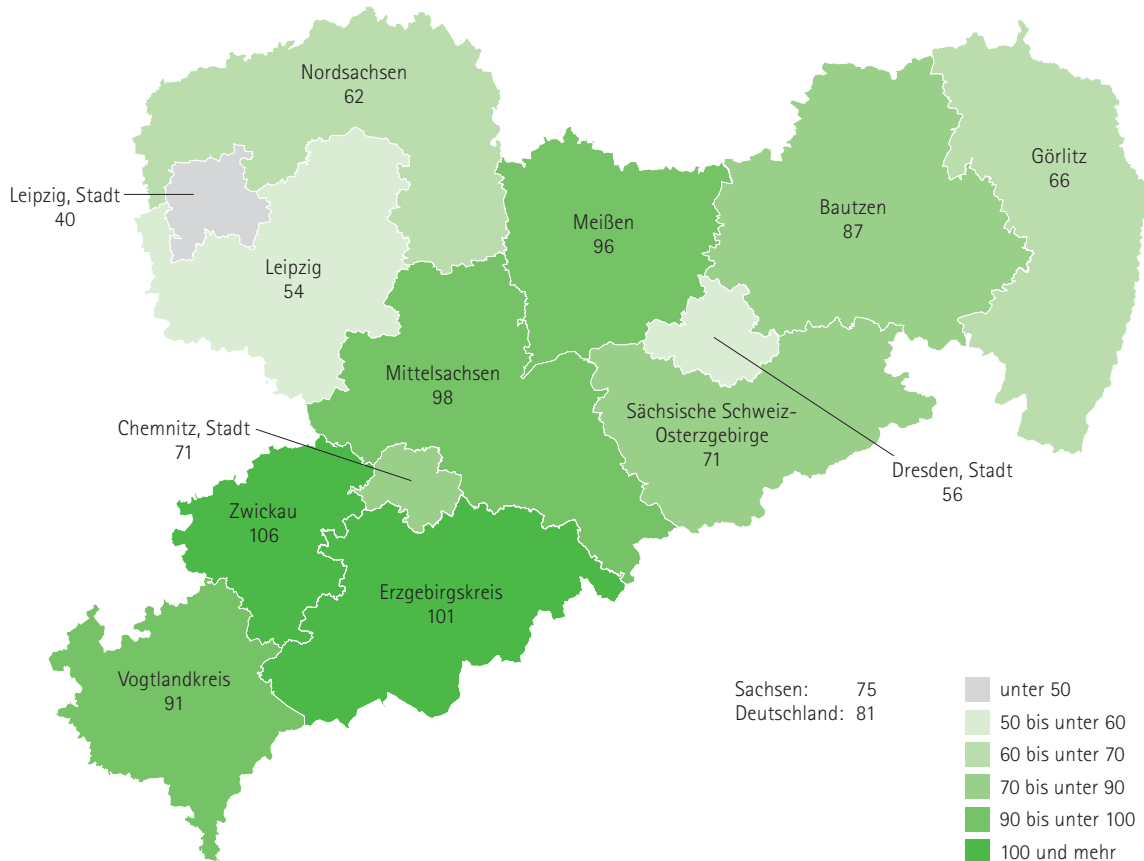 Nordsachsen
62
Görlitz
66
Leipzig, Stadt
40
Meißen
96
Bautzen
87
Leipzig
54
Mittelsachsen
98
Sächsische Schweiz-
Osterzgebirge
71
Chemnitz, Stadt
71
Dresden, Stadt
56
Zwickau
106
Erzgebirgskreis
101
Vogtlandkreis
91
Sachsen: 75
Deutschland: 81
unter 50
50 bis unter 60
60 bis unter 70
70 bis unter 90
90 bis unter 100
100 und mehr